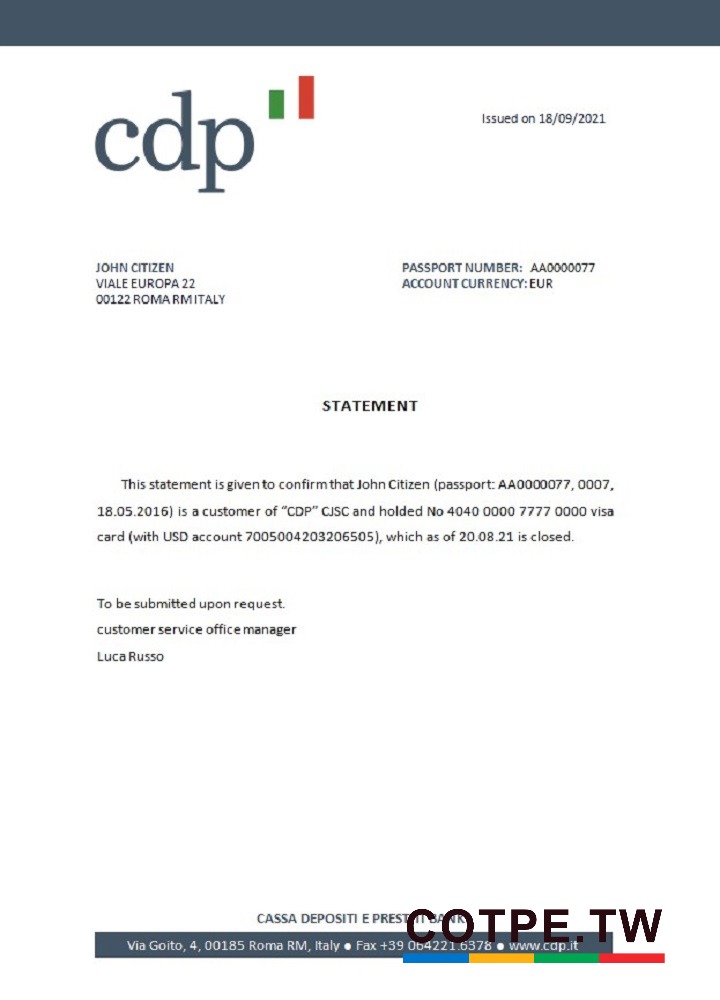 cdp
Issued on 18/09/2021
JOHN CITIZEN
VIALE EUROPA 22
00122 ROMA RM ITALY
PASSPORT NUMBER: AA0000077
ACCOUNT CURRENCY: EUR
STATEMENT
This statement is given to confirm that John Citizen (passport: AA0000077, 0007,
18.05.2016) is a customer of “CDP” CJSC and holded No 4040 0000 7777 0000 visa
card (with USD account 7005004203206505), which as of 20.08.21 is closed.
To be submitted upon request.
customer service office manager
Luca Russo
CASSA DEPOSITI E PRESTITI BANK
COTPE.TW
Via Goito, 4, 00185 Roma RM, Italy ● Fax +39 064221.6378 ● www.cdp.it